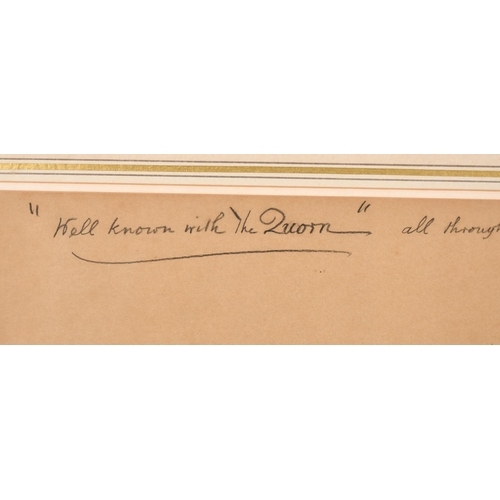 "Well known with The Quorn" all through